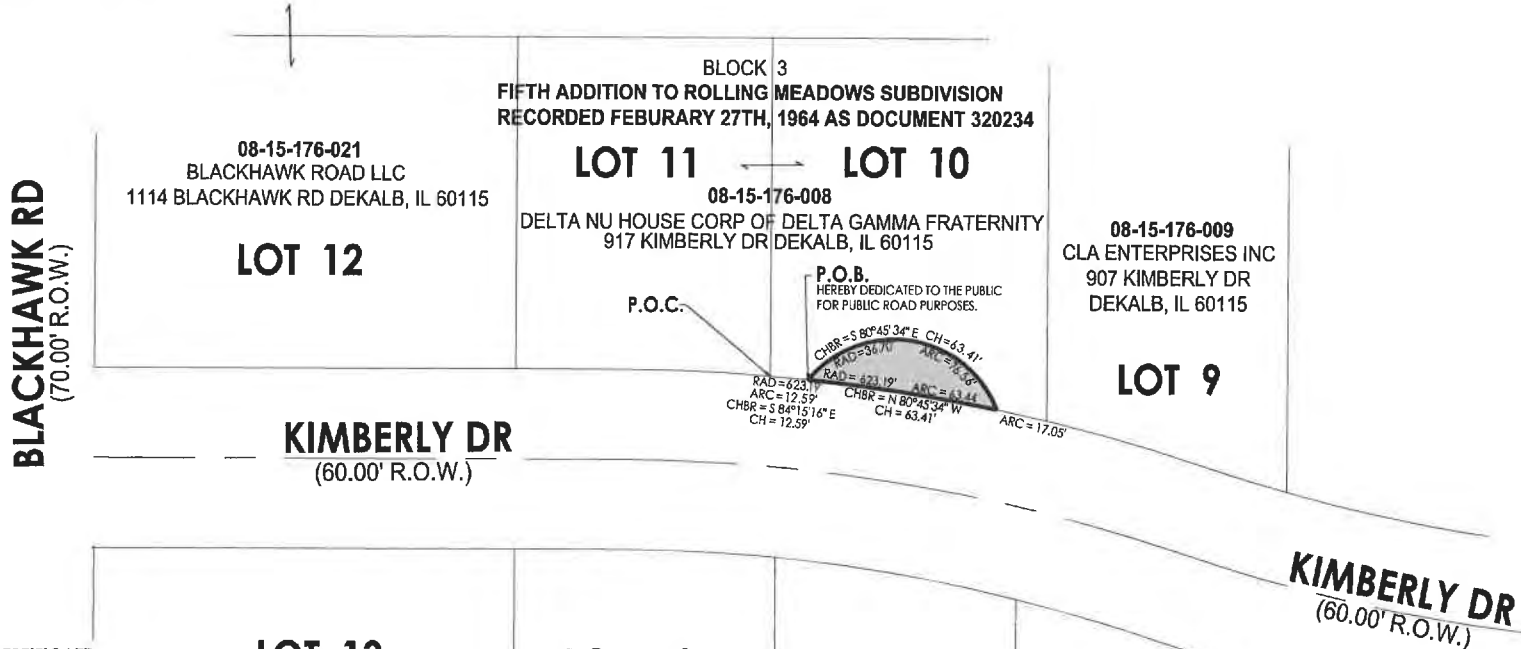 BLOCK 3
FIFTH ADDITION TO ROLLING MEADOWS SUBDIVISION
RECORDED FEBURARY 27TH, 1964 AS DOCUMENT 320234
08-15-176-021
BLACKHAWK ROAD LLC
1114 BLACKHAWK RD DEKALB, IL 60115
LOT 12
LOT 11
LOT 10
08-15-176-008
DELTA NU HOUSE CORP OF DELTA GAMMA FRATERNITY
917 KIMBERLY DR DEKALB, IL 60115
08-15-176-009
CLA ENTERPRISES INC
907 KIMBERLY DR
DEKALB, IL 60115
LOT 9
BLACKHAWK RD
(70.00' R.O.W.)
P.O.C.
P.O.B.
HEREBY DEDICATED TO THE PUBLIC
FOR PUBLIC ROAD PURPOSES.
CHBR = S 80°45'34" E CH=63.41'
RAD=36.70' ARC=76.56'
RAD= 623.19' ARC = 63.44'
CHBR = N 80°45'34" W
CH = 63.41'
RAD=623.19'
ARC = 12.59'
CHBR = S 84°15'16" E
CH = 12.59'
ARC = 17.05'
KIMBERLY DR
(60.00' R.O.W.)
KIMBERLY DR
(60.00' R.O.W.)